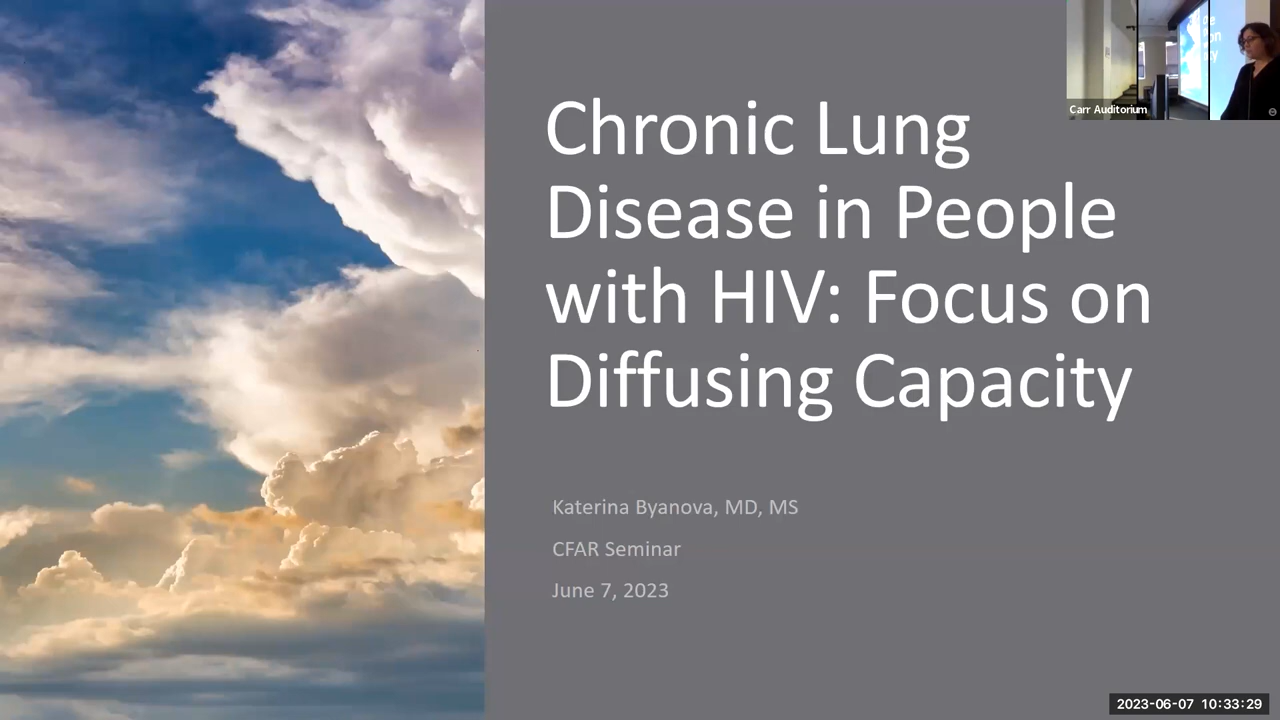 Chronic Lung
Disease in People
with HIV: Focus on
Diffusing Capacity
Katerina Byanova, MD, MS
CFAR Seminar
June 7, 2023
Carr Auditorium
2023-06-07 10:33:29